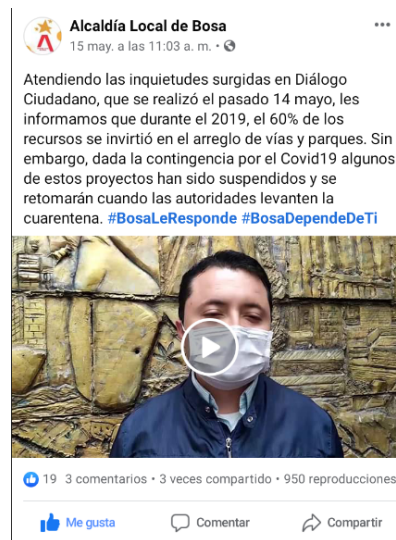 Alcaldía Local de Bosa
15 may. a las 11:03 a. m. •
Atendiendo las inquietudes surgidas en Diálogo
Ciudadano, que se realizó el pasado 14 mayo, les
informamos que durante el 2019, el 60% de los
recursos se invirtió en el arreglo de vías y parques. Sin
embargo, dada la contingencia por el Covid19 algunos
de estos proyectos han sido suspendidos y se
retomarán cuando las autoridades levanten la
cuarentena. #BosaLeResponde #BosaDependeDeTi
19 3 comentarios • 3 veces compartido • 950 reproducciones
Me gusta Comentar Compartir